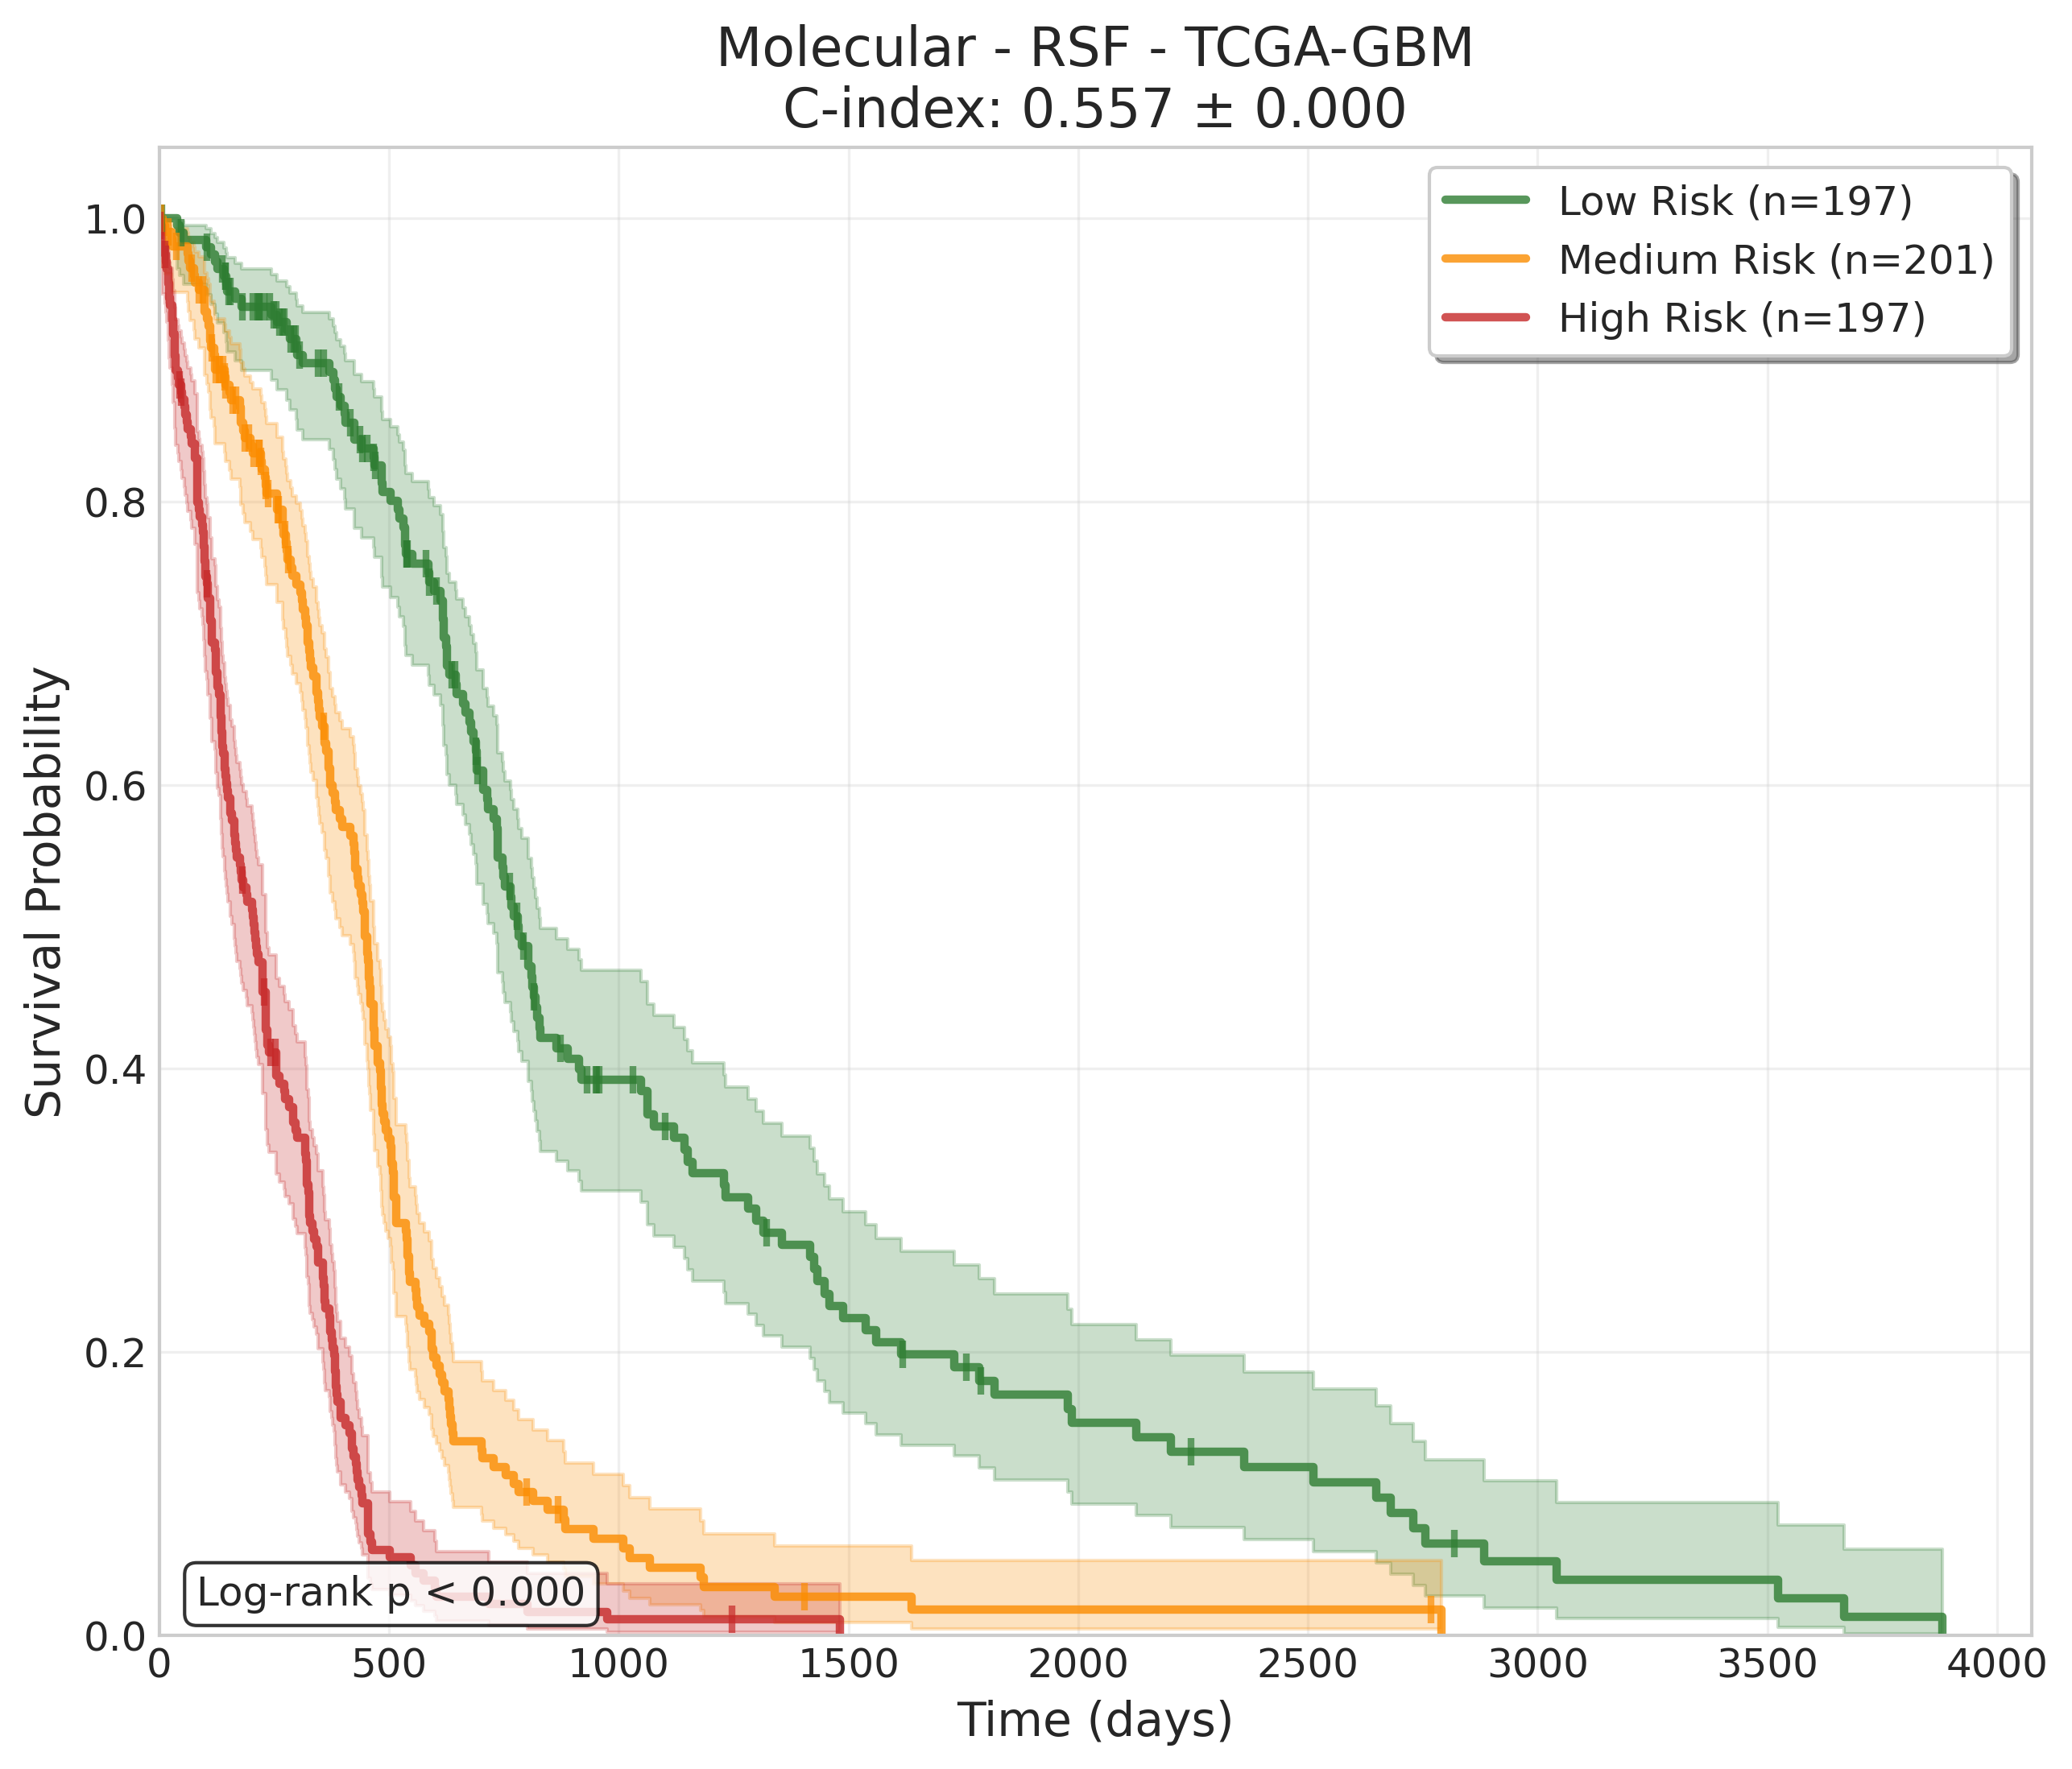 Molecular - RSF - TCGA-GBM
C-index: 0.557 ± 0.000
Low Risk (n=197)
Medium Risk (n=201)
High Risk (n=197)
Survival Probability
1.0
0.8
0.6
0.4
0.2
0.0
Log-rank p < 0.000
0 500 1000 1500 2000 2500 3000 3500 4000
Time (days)